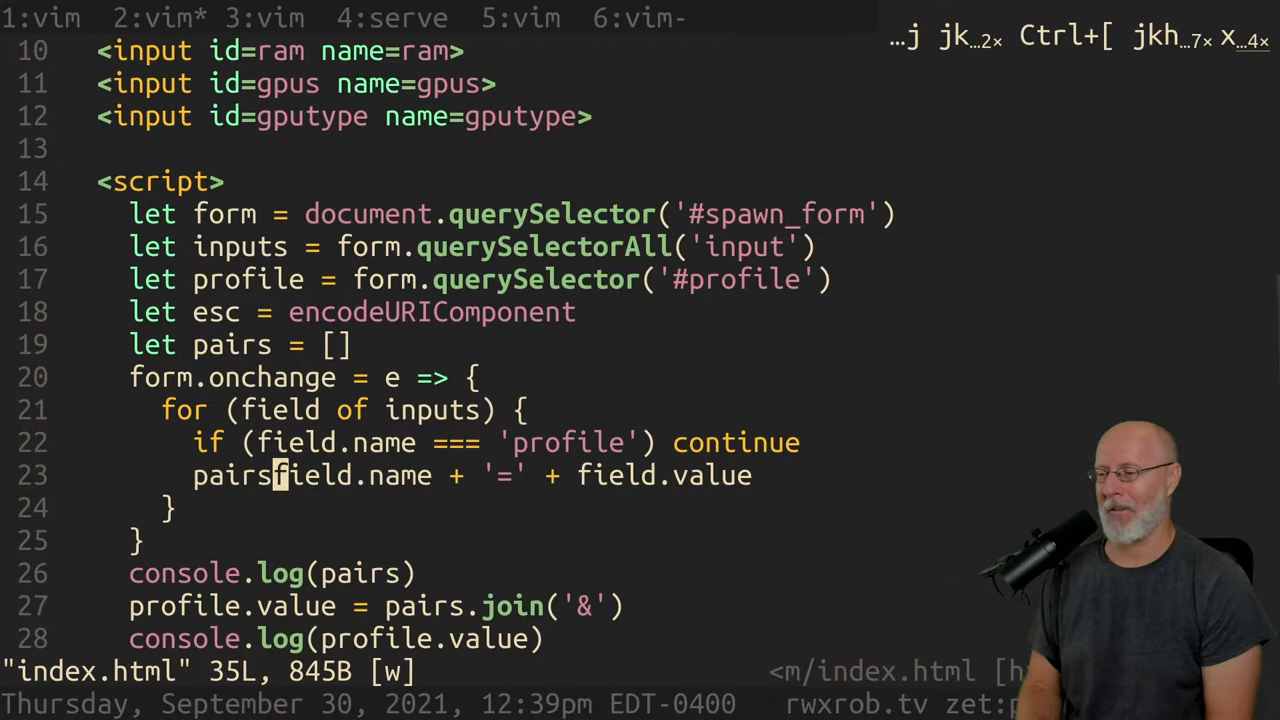 1:vim 2:vim* 3:vim 4:serve 5:vim 6:vim-
…j jk…2× Ctrl+[ jkh…7× x…4×
10 <input id=ram name=ram>
11 <input id=gpus name=gpus>
12 <input id=gputype name=gputype>
13
14 <script>
15 let form = document.querySelector('#spawn_form')
16 let inputs = form.querySelectorAll('input')
17 let profile = form.querySelector('#profile')
18 let esc = encodeURIComponent
19 let pairs = []
20 form.onchange = e => {
21 for (field of inputs) {
22 if (field.name === 'profile') continue
23 pairsfield.name + '=' + field.value
24 }
25 }
26 console.log(pairs)
27 profile.value = pairs.join('&')
28 console.log(profile.value)
"index.html" 35L, 845B [w] <m/index.html
Thursday, September 30, 2021, 12:39pm EDT-0400 rwxrob.tv